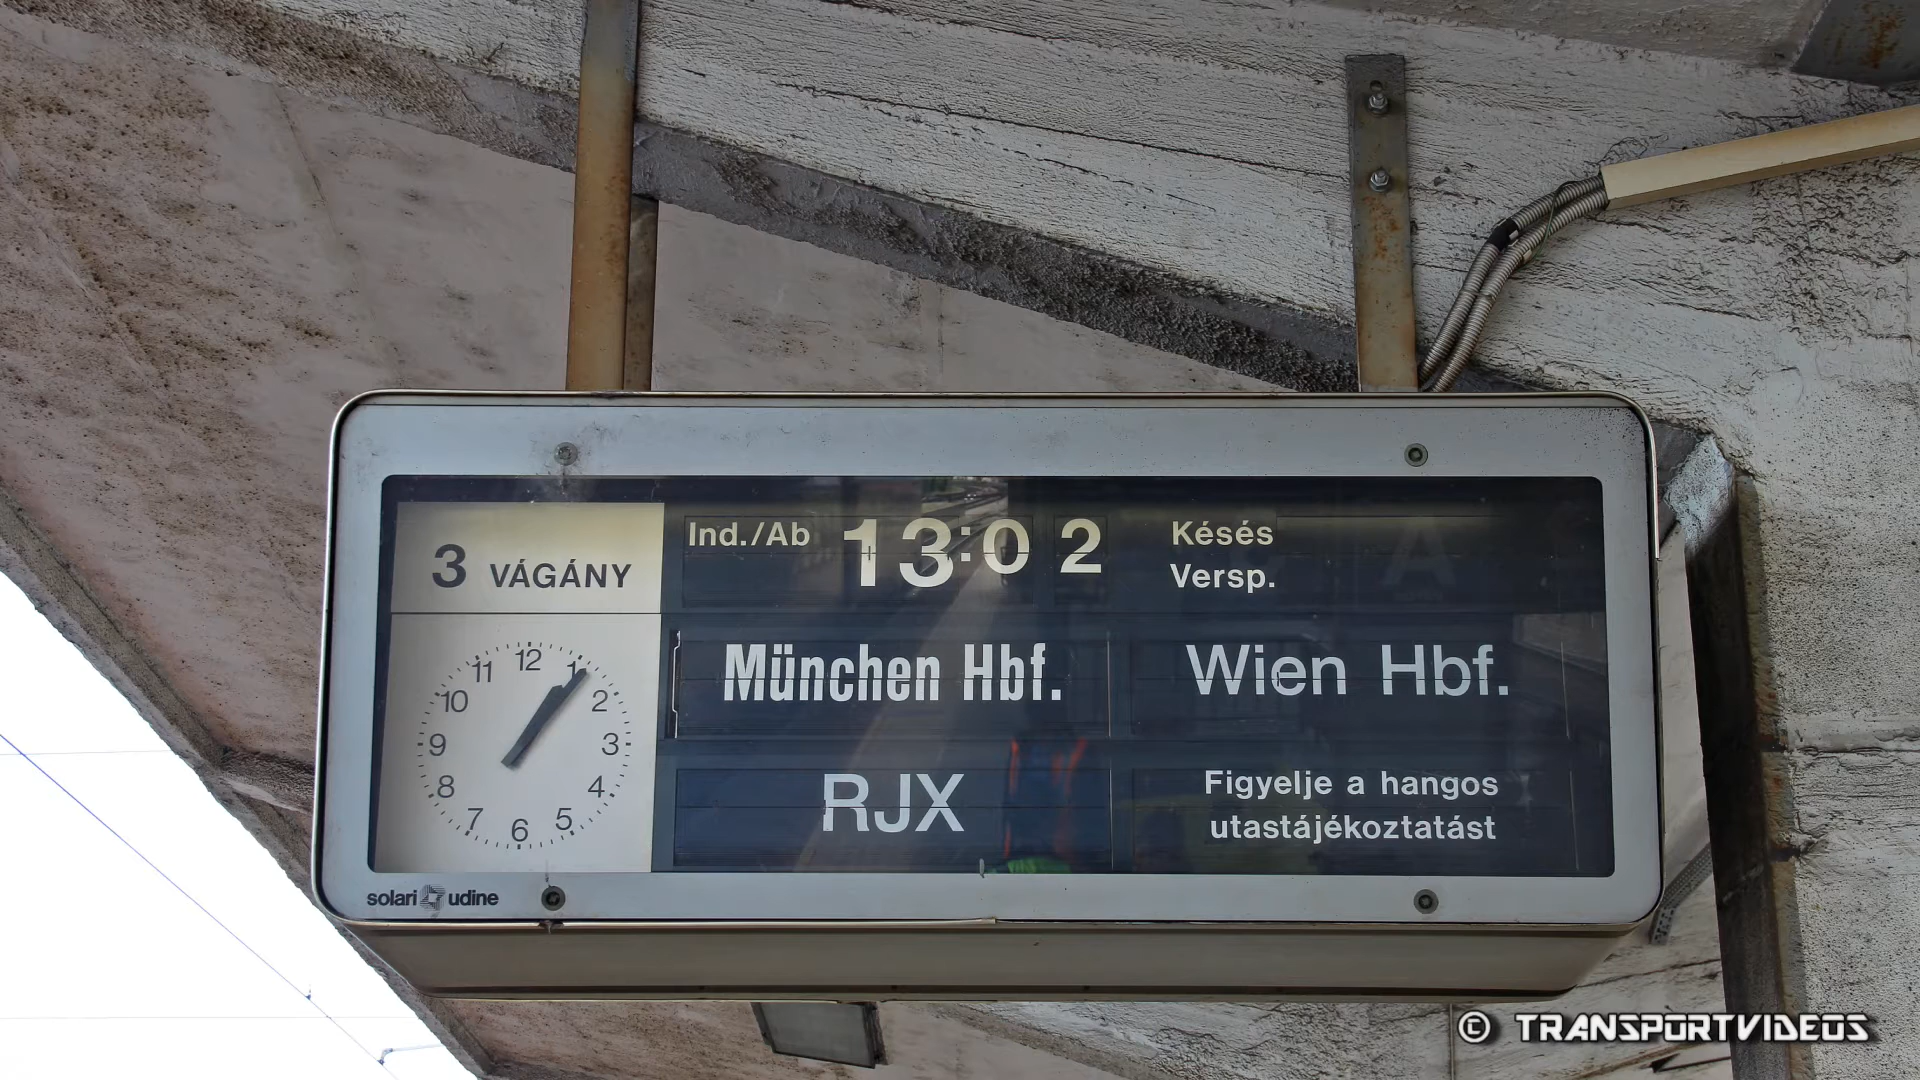 3 VÁGÁNY
Ind./Ab 13:02
Késés
Versp.
München Hbf.
Wien Hbf.
RJX
Figyelje a hangos
utastájékoztatást
12
1
2
3
4
5
6
7
8
9
10
11
solari udine
© TRANSPORTVIDEOS